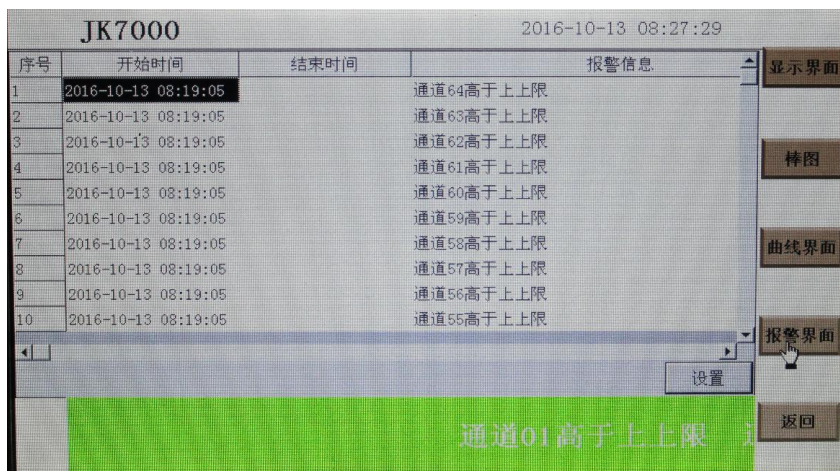 JK7000 2016-10-13 08:27:29
序号 开始时间 结束时间 报警信息
1 2016-10-13 08:19:05 通道64高于上上限
2 2016-10-13 08:19:05 通道63高于上上限
3 2016-10-13 08:19:05 通道62高于上上限
4 2016-10-13 08:19:05 通道61高于上上限
5 2016-10-13 08:19:05 通道60高于上上限
6 2016-10-13 08:19:05 通道59高于上上限
7 2016-10-13 08:19:05 通道58高于上上限
8 2016-10-13 08:19:05 通道57高于上上限
9 2016-10-13 08:19:05 通道56高于上上限
10 2016-10-13 08:19:05 通道55高于上上限
设置
通道01高于上上限
显示界面
棒图
曲线界面
报警界面
返回